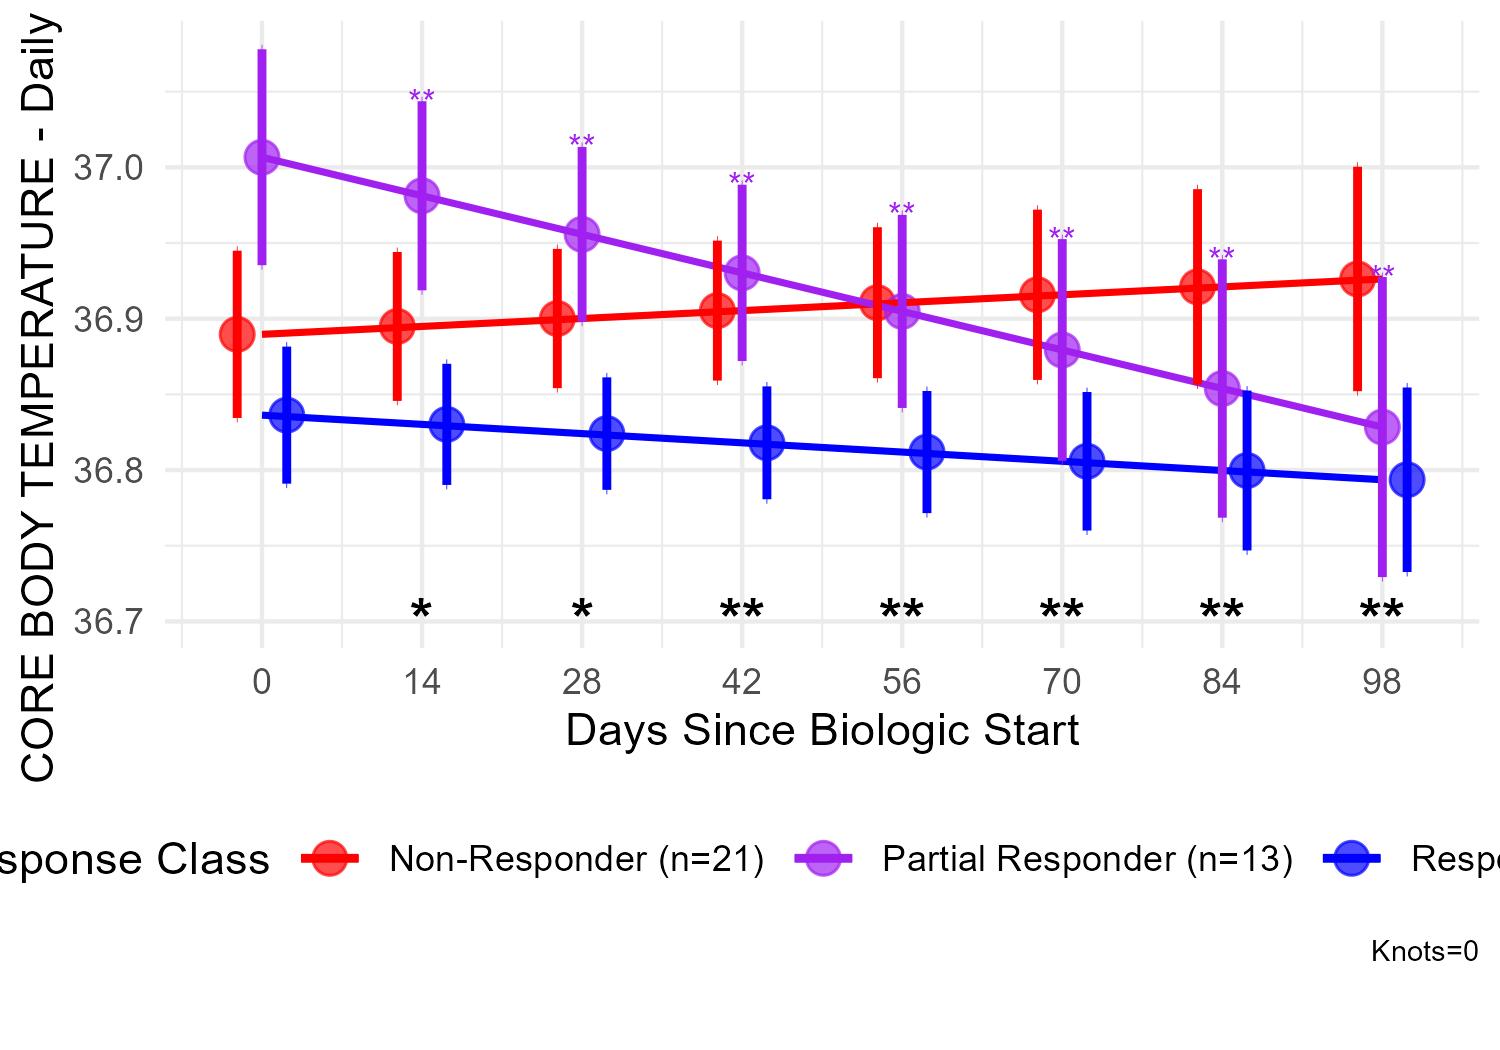 CORE BODY TEMPERATURE - Daily
37.0
36.9
36.8
36.7
** ** ** ** ** ** **
* * ** ** ** ** **
0 14 28 42 56 70 84 98
Days Since Biologic Start
sponse Class Non-Responder (n=21) Partial Responder (n=13) Respo
Knots=0